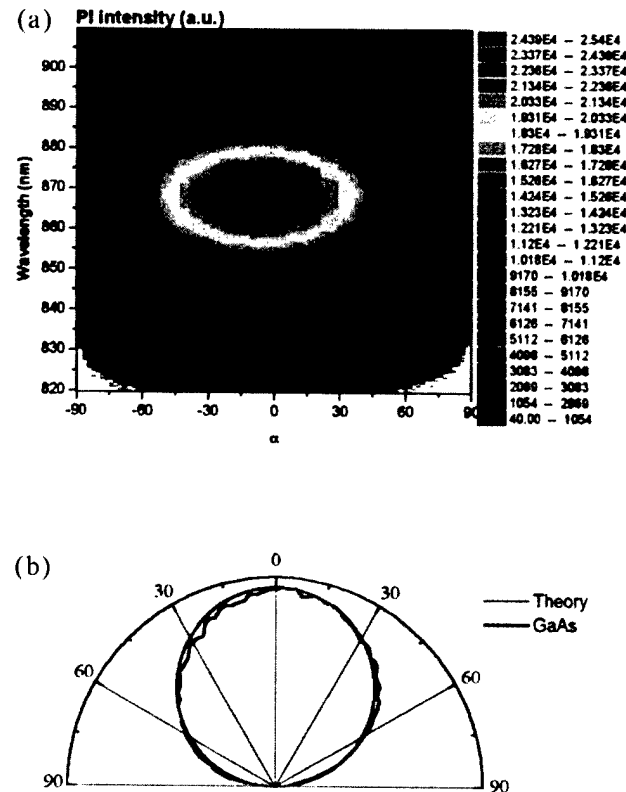 (a) Pl intensity (a.u.)
900
890
880
870
860
850
840
830
820
Wavelength (nm)
-90 -60 -30 0 30 60 90
α
2.439E4 -- 2.54E4
2.337E4 -- 2.439E4
2.236E4 -- 2.337E4
2.134E4 -- 2.236E4
2.033E4 -- 2.134E4
1.931E4 -- 2.033E4
1.83E4 -- 1.931E4
1.728E4 -- 1.83E4
1.627E4 -- 1.728E4
1.526E4 -- 1.627E4
1.424E4 -- 1.526E4
1.323E4 -- 1.424E4
1.221E4 -- 1.323E4
1.12E4 -- 1.221E4
1.018E4 -- 1.12E4
9170 -- 1.018E4
8155 -- 9170
7141 -- 8155
6126 -- 7141
5112 -- 6126
4098 -- 5112
3083 -- 4098
2069 -- 3083
1054 -- 2069
40.00 -- 1054
(b)
0
30 30
60 60
90 90
Theory
GaAs